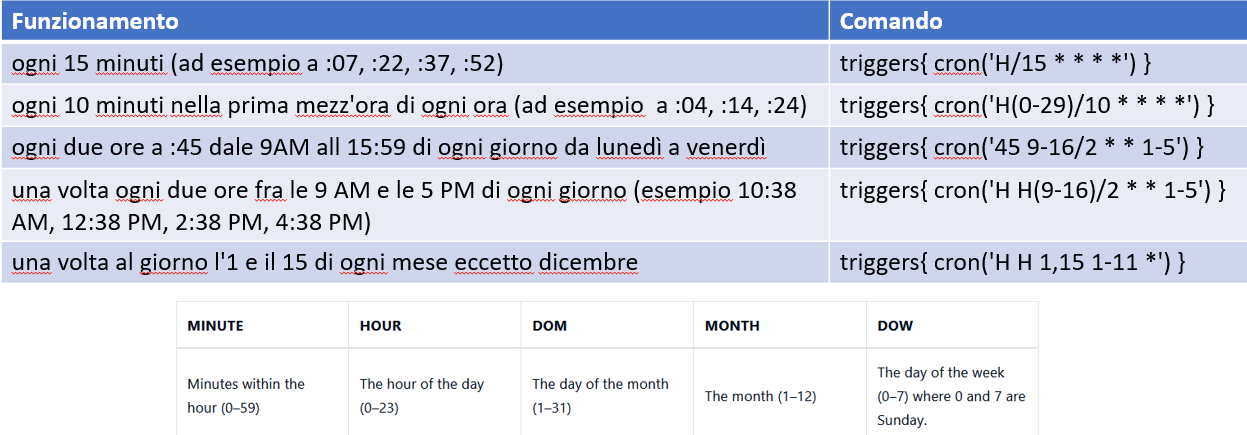 Funzionamento Comando
ogni 15 minuti (ad esempio a :07, :22, :37, :52) triggers{ cron('H/15 * * * *') }
ogni 10 minuti nella prima mezz'ora di ogni ora (ad esempio a :04, :14, :24) triggers{ cron('H(0-29)/10 * * * *') }
ogni due ore a :45 dale 9AM all 15:59 di ogni giorno da lunedì a venerdì triggers{ cron('45 9-16/2 * * 1-5') }
una volta ogni due ore fra le 9 AM e le 5 PM di ogni giorno (esempio 10:38 triggers{ cron('H H(9-16)/2 * * 1-5') }
AM, 12:38 PM, 2:38 PM, 4:38 PM)
una volta al giorno l'1 e il 15 di ogni mese eccetto dicembre triggers{ cron('H H 1,15 1-11 *') }
MINUTE HOUR DOM MONTH DOW
Minutes within the
hour (0–59)
The hour of the day
(0–23)
The day of the month
(1–31)
The month (1–12)
The day of the week
(0–7) where 0 and 7 are
Sunday.